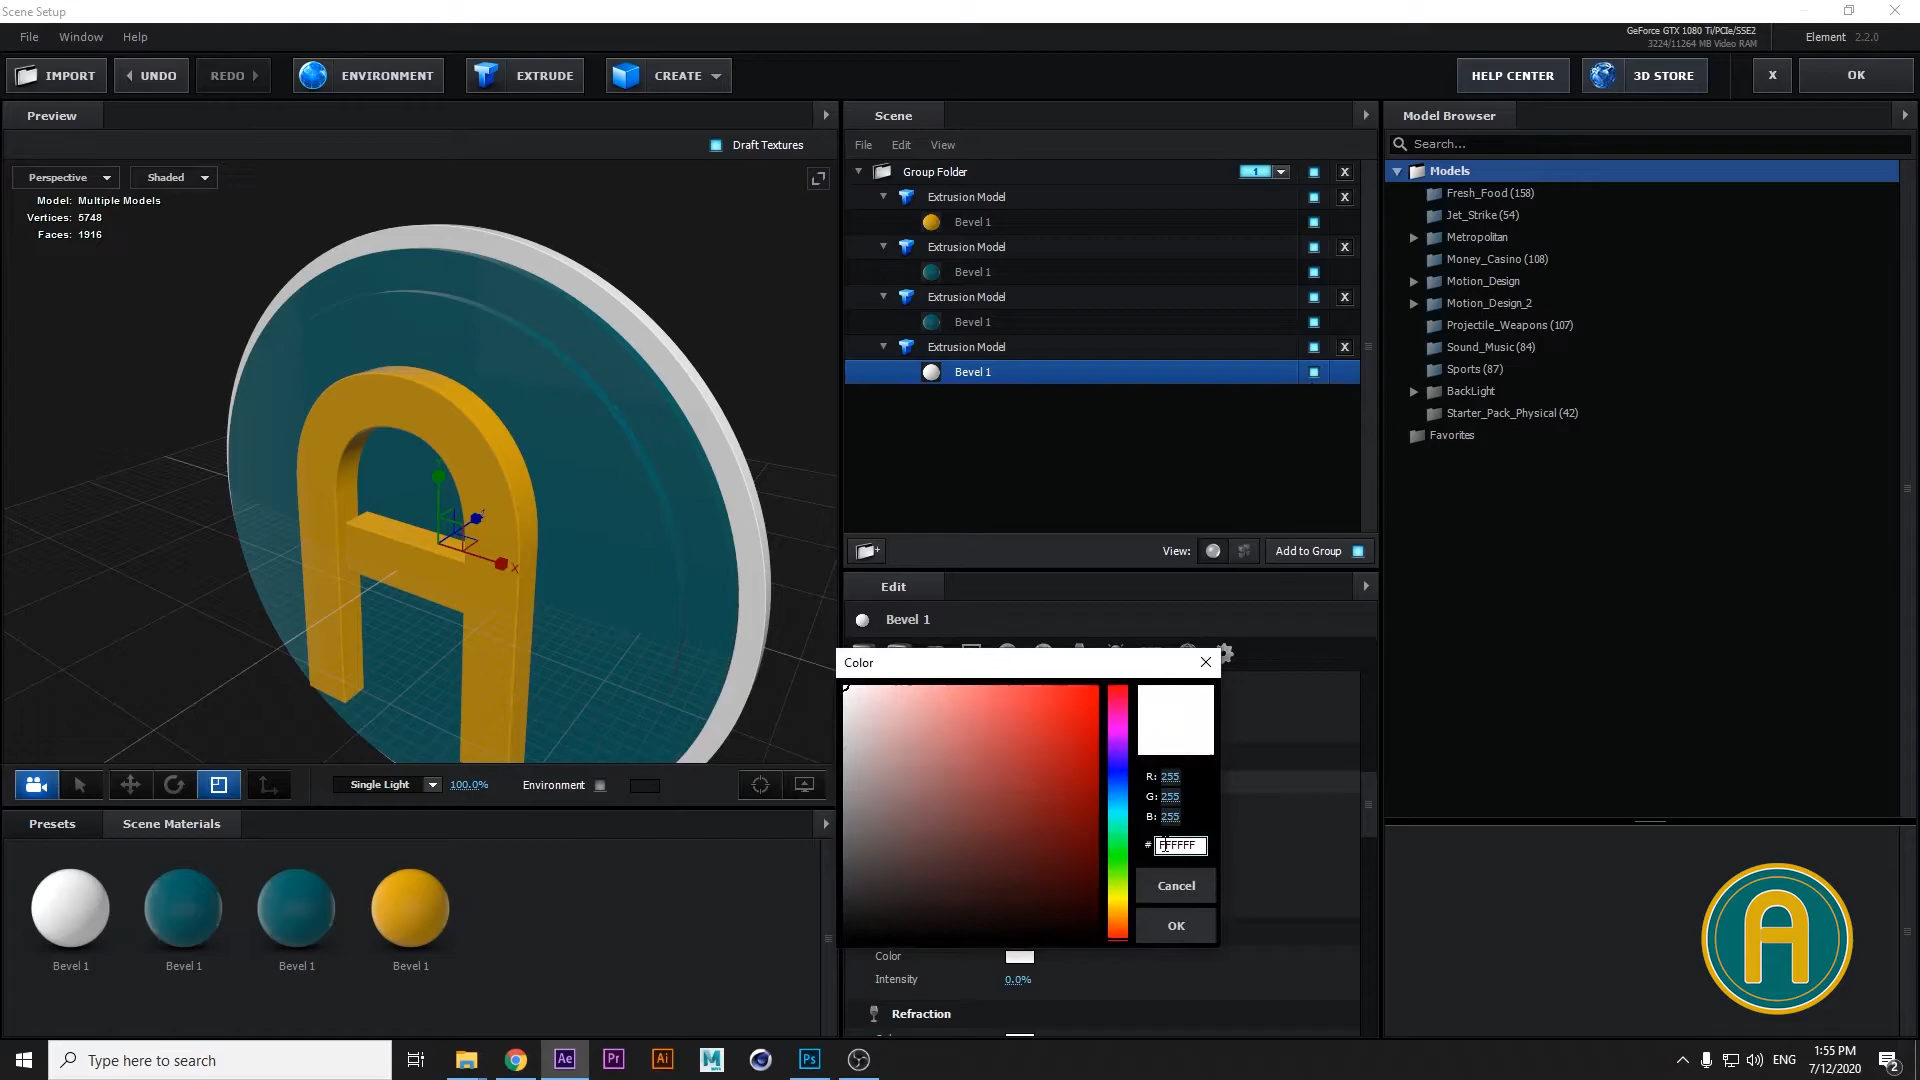 Scene Setup
File Window Help
GeForce GTX 1080 Ti/PCIe/SSE2
3224/11264 MB Video RAM
Element 2.2.0
IMPORT UNDO REDO ENVIRONMENT EXTRUDE CREATE HELP CENTER 3D STORE X OK
Preview
Draft Textures
Perspective Shaded
Model: Multiple Models
Vertices: 5748
Faces: 1916
X
Single Light 100.0% Environment
Presets Scene Materials
Bevel 1 Bevel 1 Bevel 1 Bevel 1
Scene
File Edit View
Group Folder 1 X
Extrusion Model X
Bevel 1
Extrusion Model X
Bevel 1
Extrusion Model X
Bevel 1
Extrusion Model X
Bevel 1
View: Add to Group
Edit
Bevel 1
Color
R: 255
G: 255
B: 255
# FFFFFF
Cancel
OK
Color
Intensity 0.0%
Refraction
Model Browser
Search...
Models
Fresh_Food (158)
Jet_Strike (54)
Metropolitan
Money_Casino (108)
Motion_Design
Motion_Design_2
Projectile_Weapons (107)
Sound_Music (84)
Sports (87)
BackLight
Starter_Pack_Physical (42)
Favorites
A
Type here to search
Ae Pr Ai M Ps
ENG
1:55 PM
7/12/2020
2